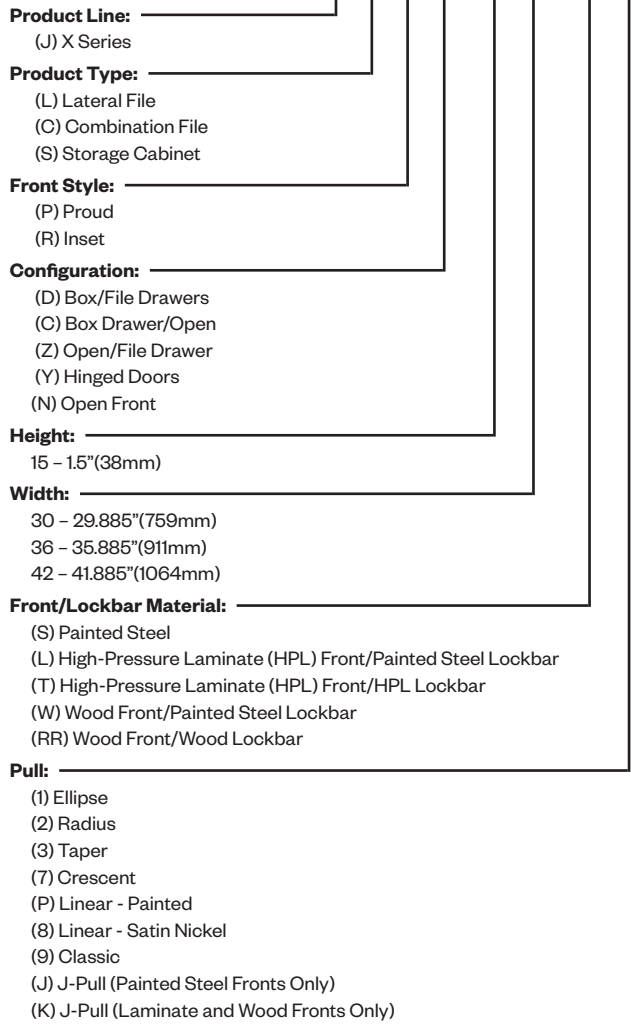 Product Line:
(J) X Series
Product Type:
(L) Lateral File
(C) Combination File
(S) Storage Cabinet
Front Style:
(P) Proud
(R) Inset
Configuration:
(D) Box/File Drawers
(C) Box Drawer/Open
(Z) Open/File Drawer
(Y) Hinged Doors
(N) Open Front
Height:
15 – 1.5”(38mm)
Width:
30 – 29.885”(759mm)
36 – 35.885”(911mm)
42 – 41.885”(1064mm)
Front/Lockbar Material:
(S) Painted Steel
(L) High-Pressure Laminate (HPL) Front/Painted Steel Lockbar
(T) High-Pressure Laminate (HPL) Front/HPL Lockbar
(W) Wood Front/Painted Steel Lockbar
(RR) Wood Front/Wood Lockbar
Pull:
(1) Ellipse
(2) Radius
(3) Taper
(7) Crescent
(P) Linear - Painted
(8) Linear - Satin Nickel
(9) Classic
(J) J-Pull (Painted Steel Fronts Only)
(K) J-Pull (Laminate and Wood Fronts Only)